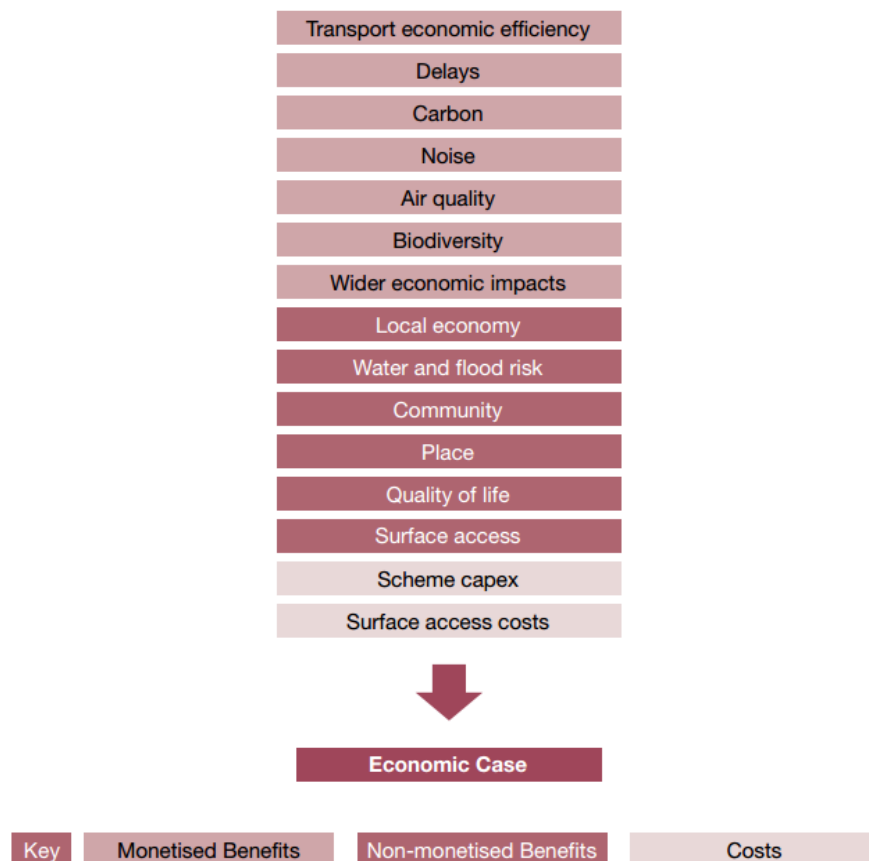 Transport economic efficiency
Delays
Carbon
Noise
Air quality
Biodiversity
Wider economic impacts
Local economy
Water and flood risk
Community
Place
Quality of life
Surface access
Scheme capex
Surface access costs
Economic Case
Key Monetised Benefits Non-monetised Benefits Costs